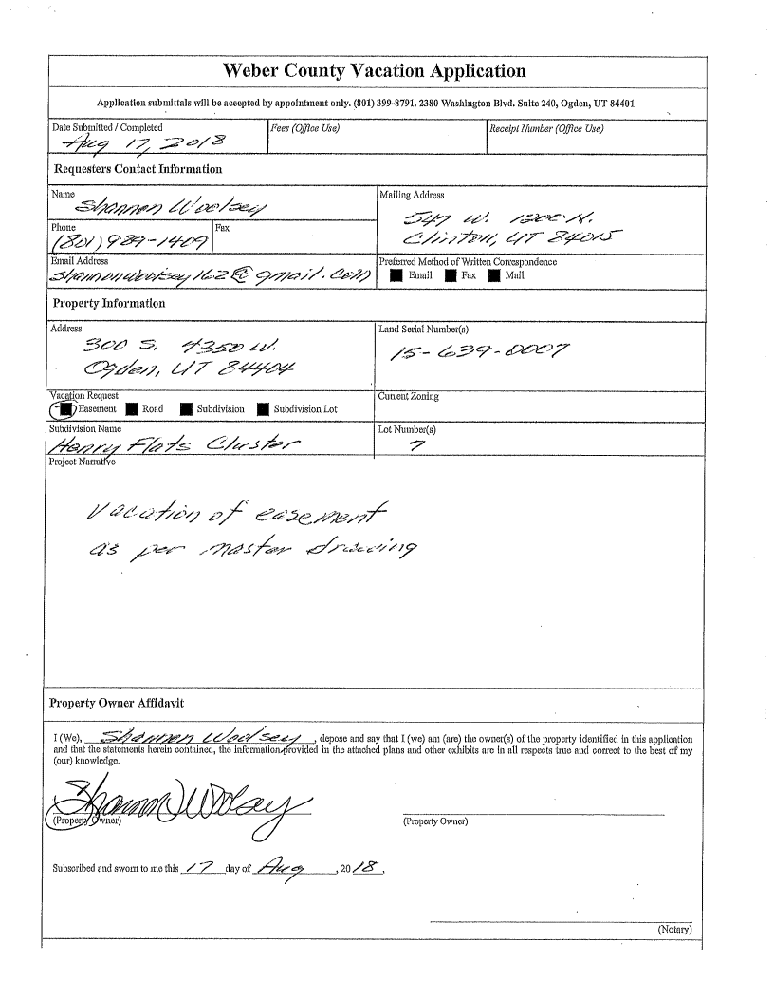 Weber County Vacation Application
Application submittals will be accepted by appointment only. (801) 399-8791. 2380 Washington Blvd. Suite 240, Ogden, UT 84401
Date Submitted / Completed
Aug 17, 2018
Fees (Office Use)
Receipt Number (Office Use)
Requesters Contact Information
Name
Shannon Woolsey
Mailing Address
547 W. 1200 N.
Clinton, UT 84015
Phone
(801) 989-1409
Fax
Email Address
shannonwoolsey162@gmail.com
Preferred Method of Written Correspondence
Email Fax Mail
Property Information
Address
300 S. 4350 W.
Ogden, UT 84404
Land Serial Number(s)
15-639-0007
Vacation Request
Easement Road Subdivision Subdivision Lot
Current Zoning
Subdivision Name
Henry Flats Cluster
Lot Number(s)
7
Project Narrative
vacation of easement
as per master drawing
Property Owner Affidavit
I (We), Shannon Woolsey, depose and say that I (we) am (are) the owner(s) of the property identified in this application
and that the statements herein contained, the information provided in the attached plans and other exhibits are in all respects true and correct to the best of my
(our) knowledge.
Shannon Woolsey
(Property Owner)
(Property Owner)
Subscribed and sworn to me this 17 day of Aug, 20 18.
(Notary)